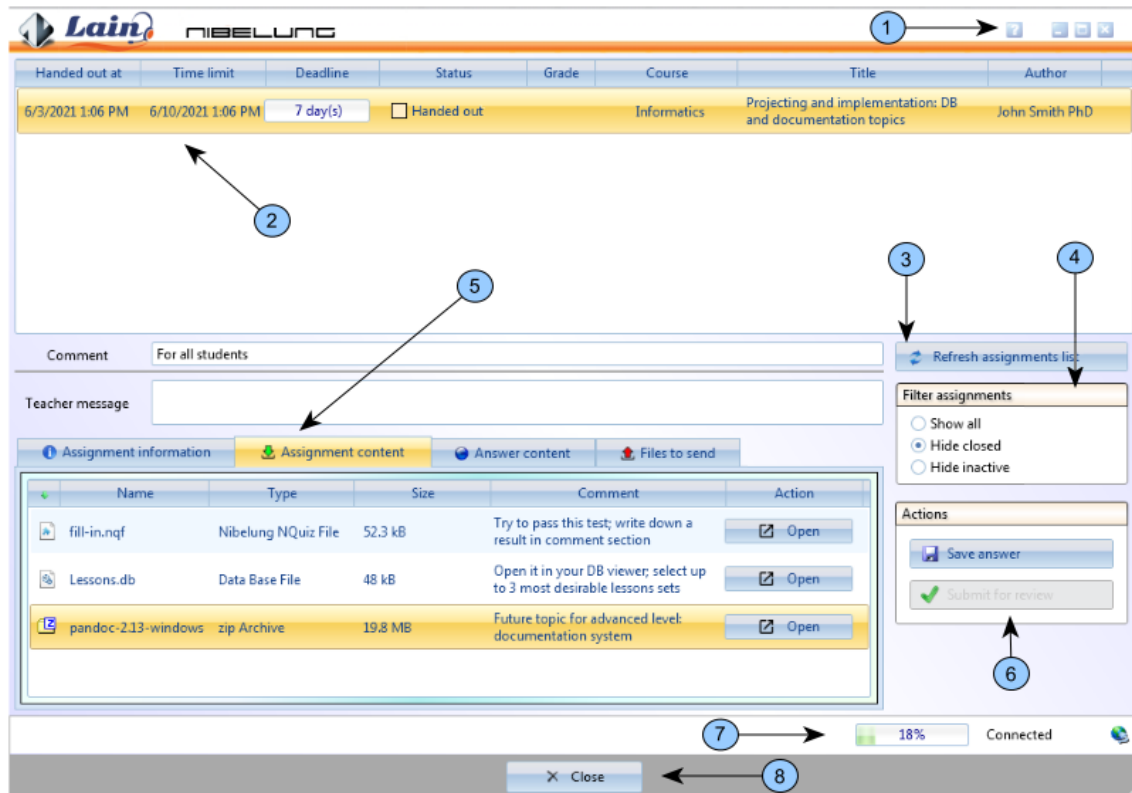 Lain NIBELUNG 1 ?
Handed out at Time limit Deadline Status Grade Course Title Author
6/3/2021 1:06 PM 6/10/2021 1:06 PM 7 day(s) Handed out Informatics Projecting and implementation: DB John Smith PhD
and documentation topics
2
3 4
5
Comment For all students Refresh assignments list
Teacher message Filter assignments
Show all
Hide closed
Hide inactive
Assignment information Assignment content Answer content Files to send
Name Type Size Comment Action
fill-in.nqf Nibelung NQuiz File 52.3 kB Try to pass this test; write down a Open
result in comment section
Actions
Save answer
Lessons.db Data Base File 48 kB Open it in your DB viewer; select up Open
to 3 most desirable lessons sets
Submit for review
pandoc-2.13-windows zip Archive 19.8 MB Future topic for advanced level: Open
documentation system
6
7 18% Connected
Close 8